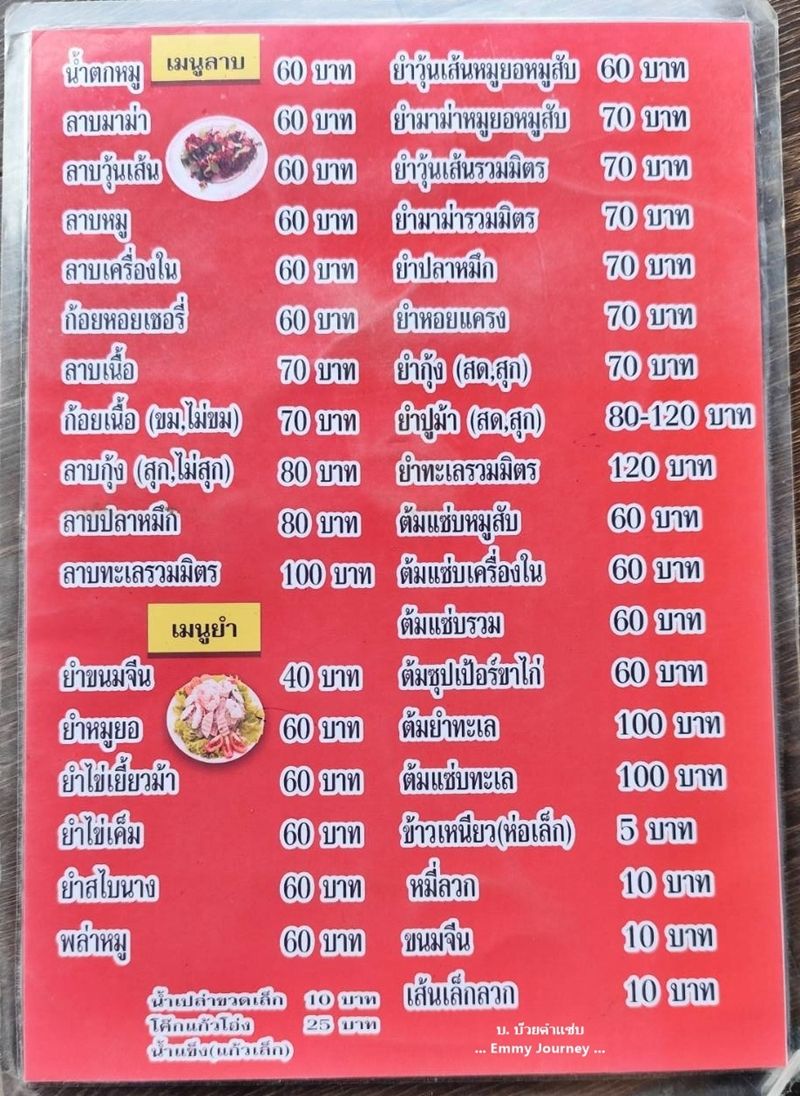 เมนูลาบ
น้ำตกหมู 60 บาท
ลาบมาม่า 60 บาท
ลาบวุ้นเส้น 60 บาท
ลาบหมู 60 บาท
ลาบเครื่องใน 60 บาท
ก้อยหอยเชอรี่ 60 บาท
ลาบเนื้อ 70 บาท
ก้อยเนื้อ (ขม,ไม่ขม) 70 บาท
ลาบกุ้ง (สุก,ไม่สุก) 80 บาท
ลาบปลาหมึก 80 บาท
ลาบทะเลรวมมิตร 100 บาท
เมนูยำ
ยำขนมจีน 40 บาท
ยำหมูยอ 60 บาท
ยำไข่เยี่ยวม้า 60 บาท
ยำไข่เค็ม 60 บาท
ยำสไบนาง 60 บาท
พล่าหมู 60 บาท
น้ำเปล่าขวดเล็ก 10 บาท
โค๊กแก้วโอ่ง 25 บาท
น้ำแข็ง(แก้วเล็ก)
ยำวุ้นเส้นหมูยอหมูสับ 60 บาท
ยำมาม่าหมูยอหมูสับ 70 บาท
ยำวุ้นเส้นรวมมิตร 70 บาท
ยำมาม่ารวมมิตร 70 บาท
ยำปลาหมึก 70 บาท
ยำหอยแครง 70 บาท
ยำกุ้ง (สด,สุก) 70 บาท
ยำปูม้า (สด,สุก) 80-120 บาท
ยำทะเลรวมมิตร 120 บาท
ต้มแซ่บหมูสับ 60 บาท
ต้มแซ่บเครื่องใน 60 บาท
ต้มแซ่บรวม 60 บาท
ต้มซุปเป้อร์ขาไก่ 60 บาท
ต้มยำทะเล 100 บาท
ต้มแซ่บทะเล 100 บาท
ข้าวเหนียว(ห่อเล็ก) 5 บาท
หมี่ลวก 10 บาท
ขนมจีน 10 บาท
เส้นเล็กลวก 10 บาท
บ. บ๊วยตำแซ่บ
... Emmy Journey ...